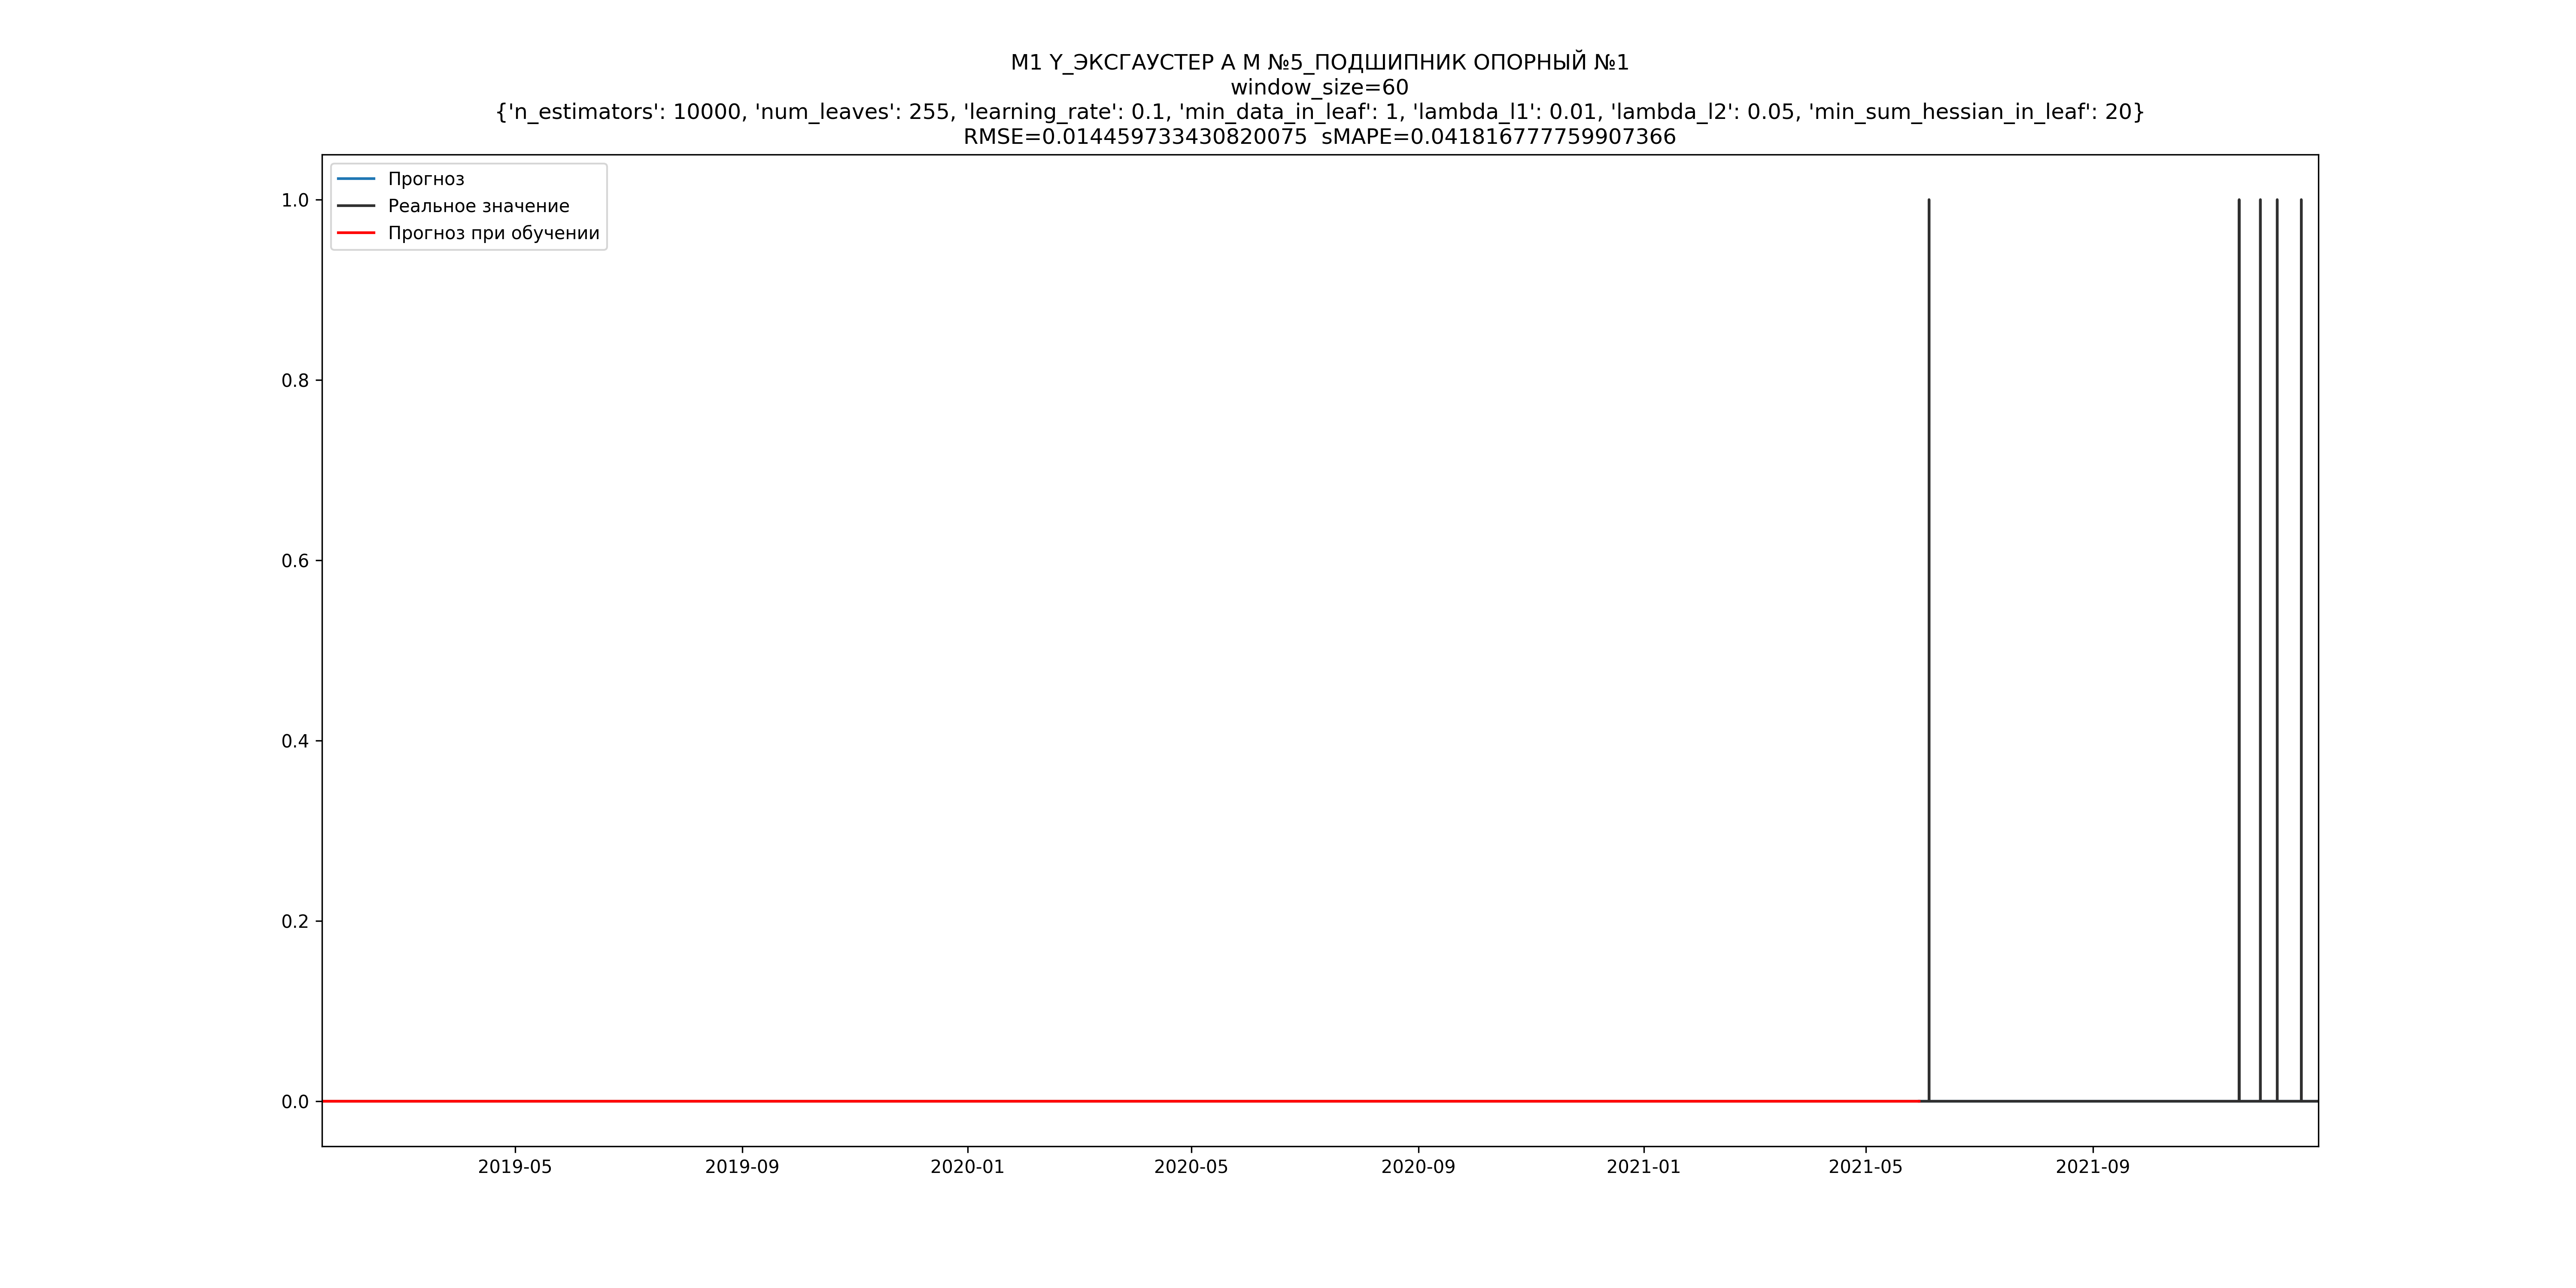 M1 Y_ЭКСГАУСТЕР А М №5_ПОДШИПНИК ОПОРНЫЙ №1
window_size=60
{'n_estimators': 10000, 'num_leaves': 255, 'learning_rate': 0.1, 'min_data_in_leaf': 1, 'lambda_l1': 0.01, 'lambda_l2': 0.05, 'min_sum_hessian_in_leaf': 20}
RMSE=0.014459733430820075  sMAPE=0.041816777759907366
Прогноз
Реальное значение
Прогноз при обучении
1.0
0.8
0.6
0.4
0.2
0.0
2019-05
2019-09
2020-01
2020-05
2020-09
2021-01
2021-05
2021-09